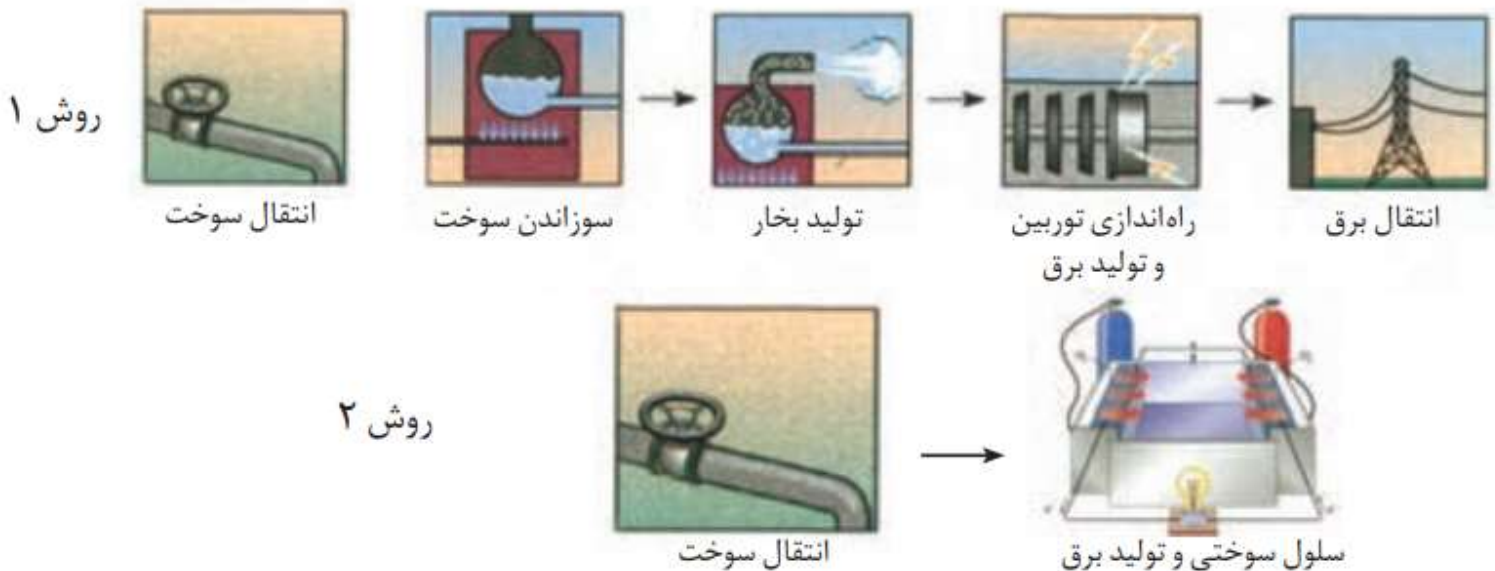 روش ۱
انتقال سوخت
سوزاندن سوخت
تولید بخار
راه‌اندازی توربین
و تولید برق
انتقال برق
روش ۲
انتقال سوخت
سلول سوختی و تولید برق